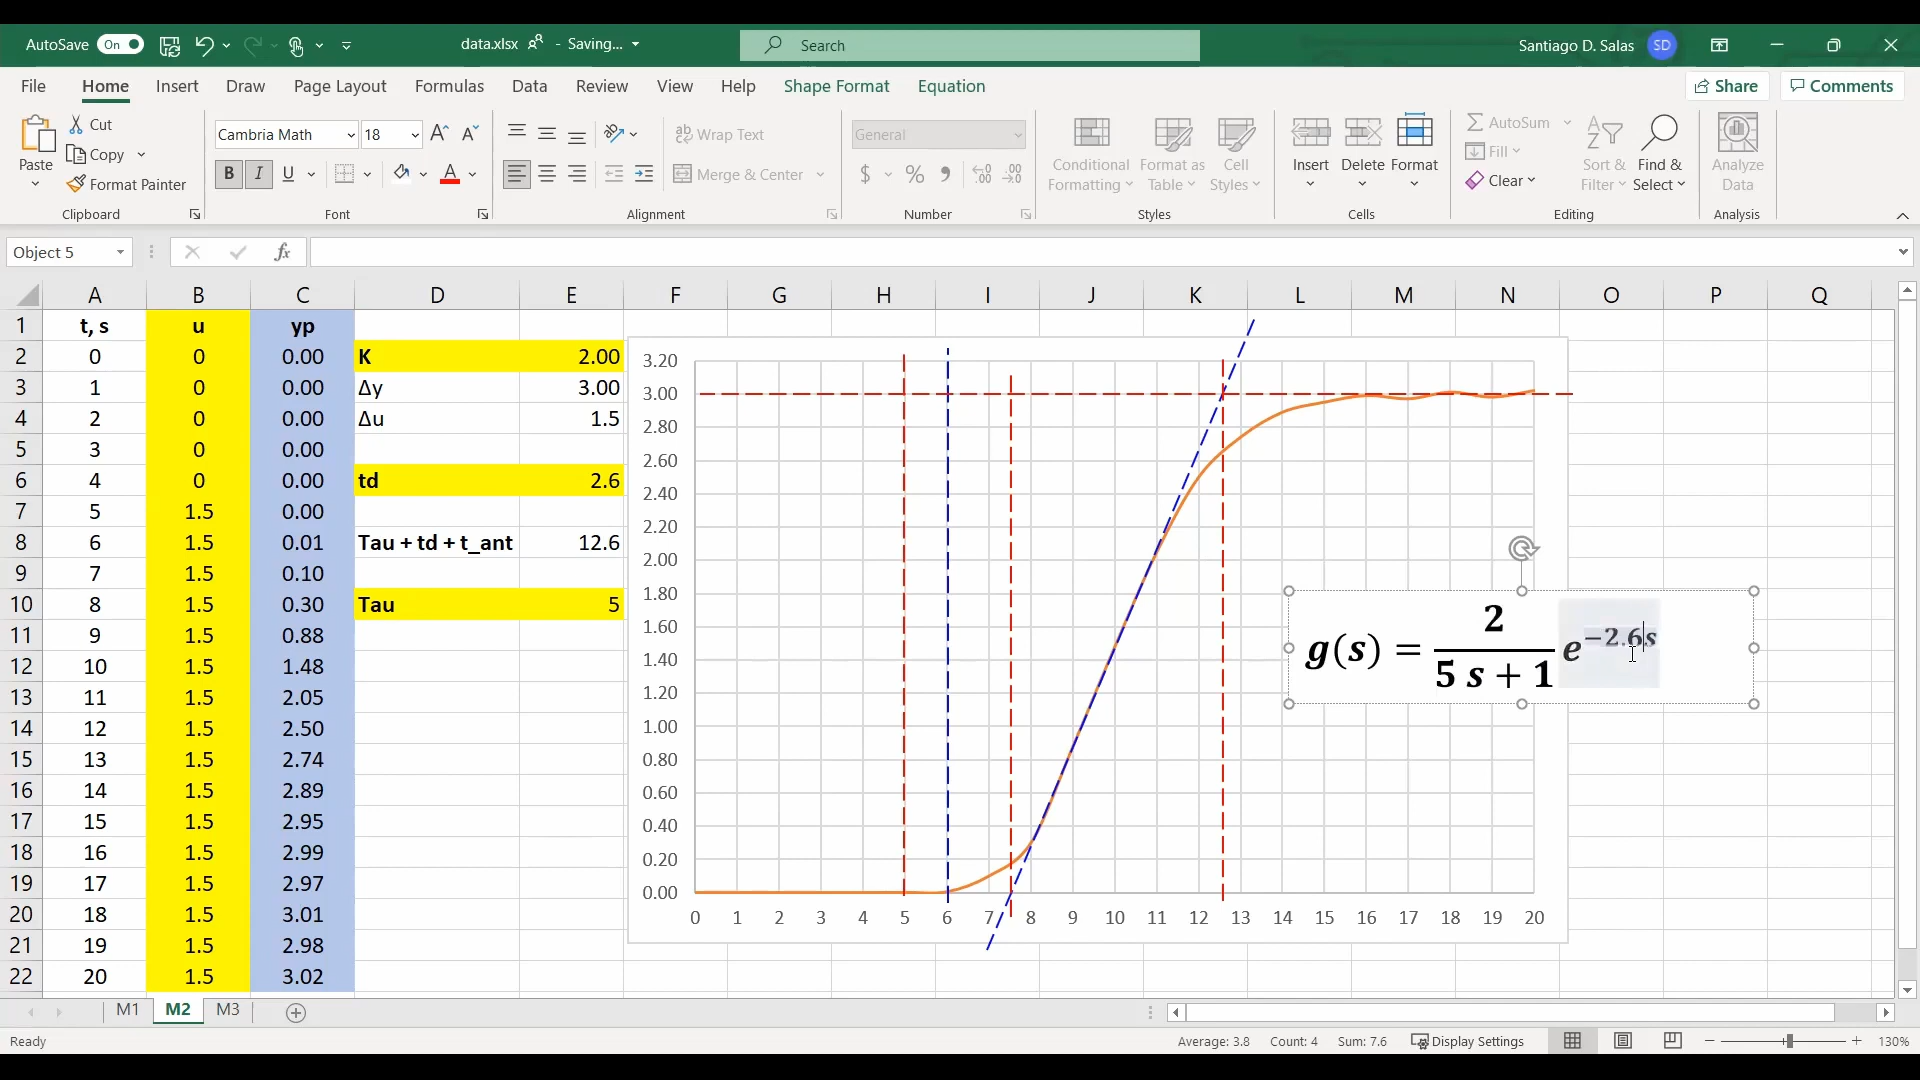 AutoSave On data.xlsx - Saving... Search Santiago D. Salas SD
File Home Insert Draw Page Layout Formulas Data Review View Help Shape Format Equation Share Comments
Paste Cut Copy Format Painter Clipboard
Cambria Math 18 B I U A Font
ab Wrap Text Merge & Center Alignment
General $ % Number
Conditional Formatting Format as Table Cell Styles Styles
Insert Delete Format Cells
AutoSum Fill Clear Sort & Filter Find & Select Editing
Analyze Data Analysis
Object 5 fx
A B C D E F G H I J K L M N O P Q
1 t, s u yp
2 0 0 0.00 K 2.00
3 1 0 0.00 Δy 3.00
4 2 0 0.00 Δu 1.5
5 3 0 0.00
6 4 0 0.00 td 2.6
7 5 1.5 0.00
8 6 1.5 0.01 Tau + td + t_ant 12.6
9 7 1.5 0.10
10 8 1.5 0.30 Tau 5
11 9 1.5 0.88
12 10 1.5 1.48
13 11 1.5 2.05
14 12 1.5 2.50
15 13 1.5 2.74
16 14 1.5 2.89
17 15 1.5 2.95
18 16 1.5 2.99
19 17 1.5 2.97
20 18 1.5 3.01
21 19 1.5 2.98
22 20 1.5 3.02
3.20
3.00
2.80
2.60
2.40
2.20
2.00
1.80
1.60
1.40
1.20
1.00
0.80
0.60
0.40
0.20
0.00
0 1 2 3 4 5 6 7 8 9 10 11 12 13 14 15 16 17 18 19 20
g(s) = 2 / (5 s + 1) e^(−2.6s)
M1 M2 M3
Ready Average: 3.8 Count: 4 Sum: 7.6 Display Settings 130%